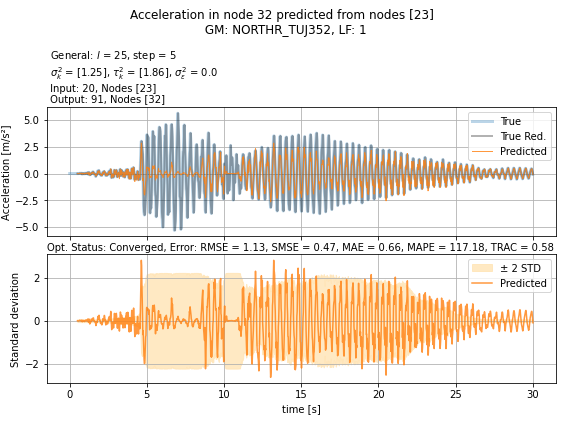 Acceleration in node 32 predicted from nodes [23]
GM: NORTHR_TUJ352, LF: 1
General: l = 25, step = 5
σ²ₖ = [1.25], τ²ₖ = [1.86], σ²ₑ = 0.0
Input: 20, Nodes [23]
Output: 91, Nodes [32]
Acceleration [m/s²]
5.0
2.5
0.0
−2.5
−5.0
True
True Red.
Predicted
Opt. Status: Converged, Error: RMSE = 1.13, SMSE = 0.47, MAE = 0.66, MAPE = 117.18, TRAC = 0.58
Standard deviation
2
0
−2
± 2 STD
Predicted
0 5 10 15 20 25 30
time [s]